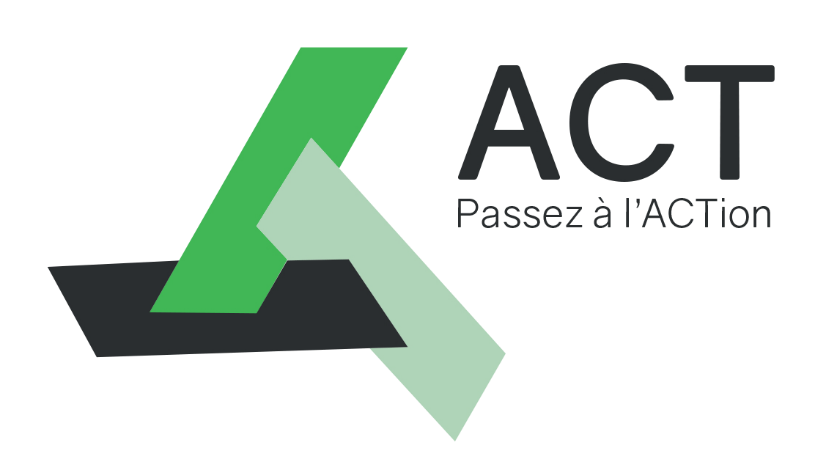 ACT
Passez à l’ACTion